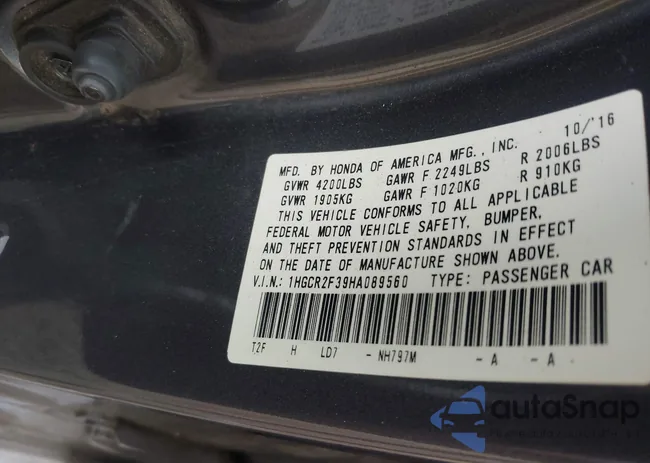 10/'16
MFD. BY HONDA OF AMERICA MFG., INC.
GVWR 4200LBS GAWR F 2249LBS R 2006LBS
GVWR 1905KG GAWR F 1020KG R 910KG
THIS VEHICLE CONFORMS TO ALL APPLICABLE
FEDERAL MOTOR VEHICLE SAFETY, BUMPER,
AND THEFT PREVENTION STANDARDS IN EFFECT
ON THE DATE OF MANUFACTURE SHOWN ABOVE.
V.I.N.: 1HGCR2F39HA089560 TYPE: PASSENGER CAR
T2F H LD7 - NH797M - A - A
autoSnap